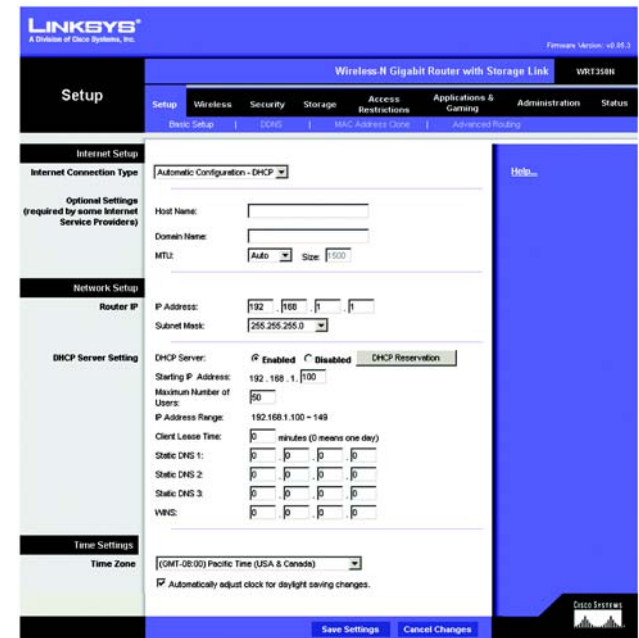 LINKSYS®
A Division of Cisco Systems, Inc.
Firmware Version: v0.05.3
Wireless-N Gigabit Router with Storage Link WRT350N
Setup
Setup Wireless Security Storage Access Restrictions Applications & Gaming Administration Status
Basic Setup | DDNS | MAC Address Clone | Advanced Routing
Internet Setup
Internet Connection Type Automatic Configuration - DHCP
Help...
Optional Settings
(required by some Internet
Service Providers)
Host Name:
Domain Name:
MTU: Auto Size: 1500
Network Setup
Router IP IP Address: 192 . 168 . 1 . 1
Subnet Mask: 255.255.255.0
DHCP Server Setting DHCP Server: Enabled Disabled DHCP Reservation
Starting IP Address: 192 . 168 . 1. 100
Maximum Number of
Users: 50
IP Address Range: 192.168.1.100 ~ 149
Client Lease Time: 0 minutes (0 means one day)
Static DNS 1: 0 . 0 . 0 . 0
Static DNS 2: 0 . 0 . 0 . 0
Static DNS 3: 0 . 0 . 0 . 0
WINS: 0 . 0 . 0 . 0
Time Settings
Time Zone (GMT-08:00) Pacific Time (USA & Canada)
Automatically adjust clock for daylight saving changes.
Save Settings Cancel Changes
CISCO SYSTEMS